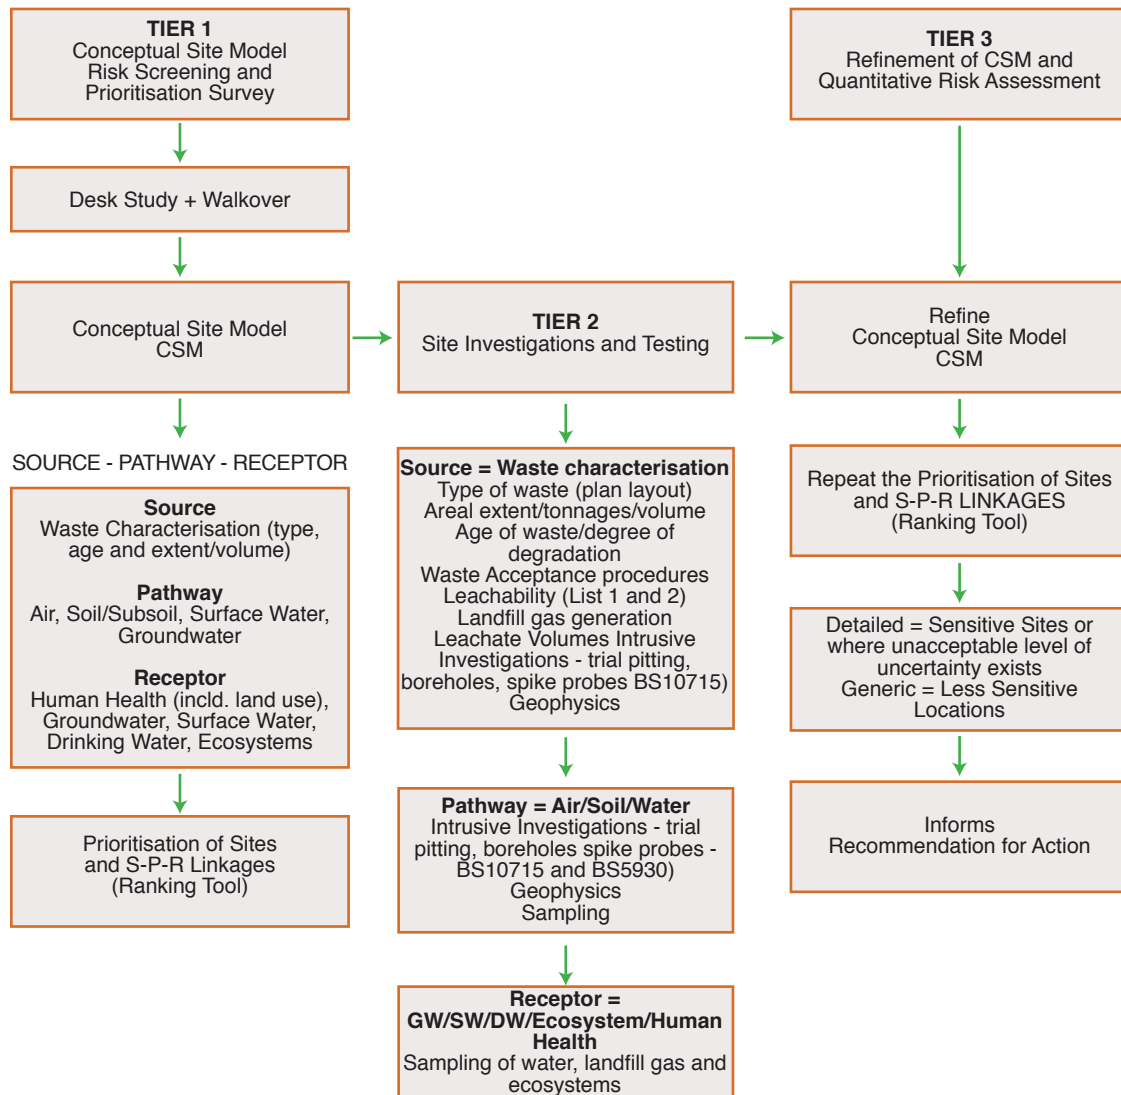 TIER 1
Conceptual Site Model
Risk Screening and
Prioritisation Survey
Desk Study + Walkover
Conceptual Site Model
CSM
SOURCE - PATHWAY - RECEPTOR
Source
Waste Characterisation (type,
age and extent/volume)
Pathway
Air, Soil/Subsoil, Surface Water,
Groundwater
Receptor
Human Health (incl. land use),
Groundwater, Surface Water,
Drinking Water, Ecosystems
Prioritisation of Sites
and S-P-R Linkages
(Ranking Tool)
TIER 2
Site Investigations and Testing
Source = Waste characterisation
Type of waste (plan layout)
Areal extent/tonnages/volume
Age of waste/degree of
degradation
Waste Acceptance procedures
Leachability (List 1 and 2)
Landfill gas generation
Leachate Volumes Intrusive
Investigations - trial pitting,
boreholes, spike probes BS10715)
Geophysics
Pathway = Air/Soil/Water
Intrusive Investigations - trial
pitting, boreholes spike probes -
BS10715 and BS5930)
Geophysics
Sampling
Receptor =
GW/SW/DW/Ecosystem/Human
Health
Sampling of water, landfill gas and
ecosystems
TIER 3
Refinement of CSM and
Quantitative Risk Assessment
Refine
Conceptual Site Model
CSM
Repeat the Prioritisation of Sites
and S-P-R LINKAGES
(Ranking Tool)
Detailed = Sensitive Sites or
where unacceptable level of
uncertainty exists
Generic = Less Sensitive
Locations
Informs
Recommendation for Action